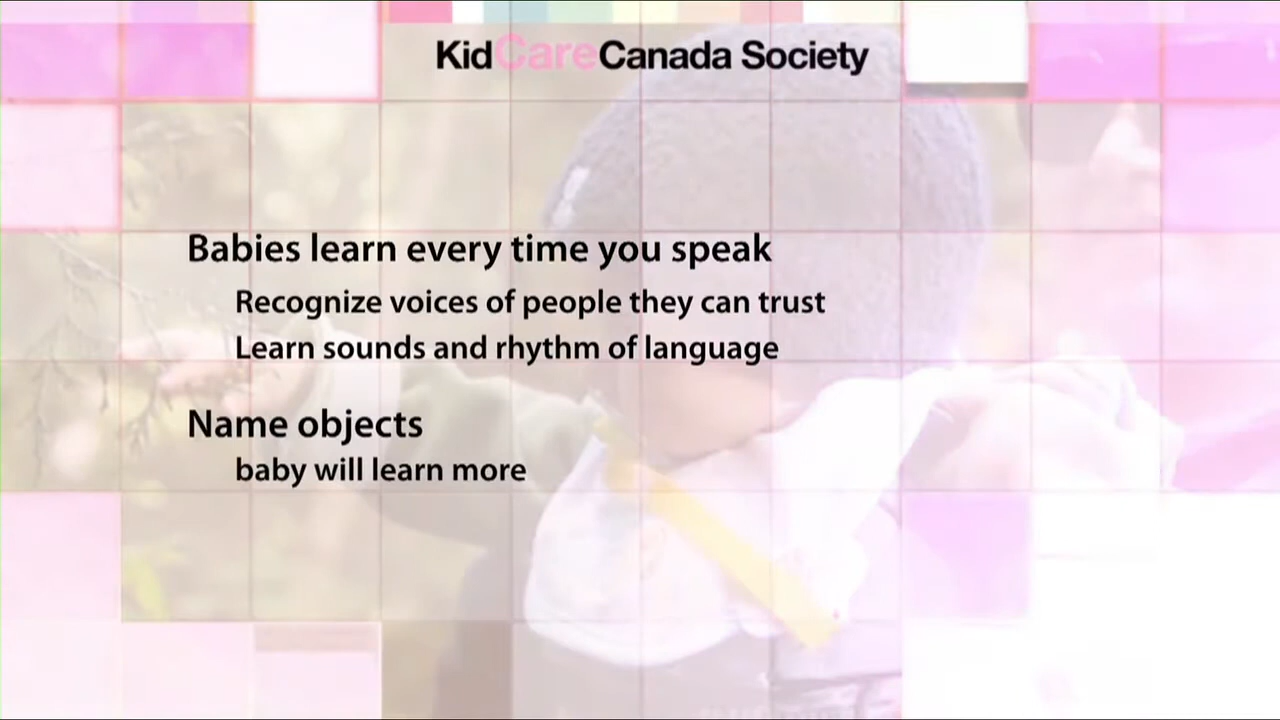 KidCareCanada Society
Babies learn every time you speak
Recognize voices of people they can trust
Learn sounds and rhythm of language
Name objects
baby will learn more